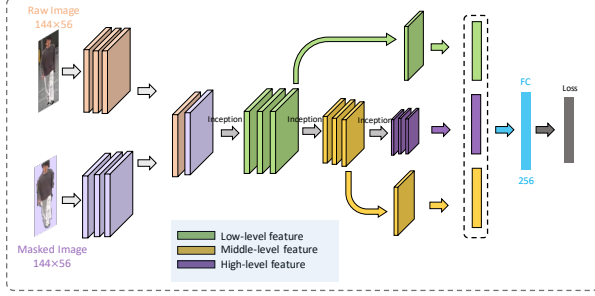 Raw Image
144×56
Inception
Inception
Inception
FC
Loss
256
Masked Image
144×56
Low-level feature
Middle-level feature
High-level feature